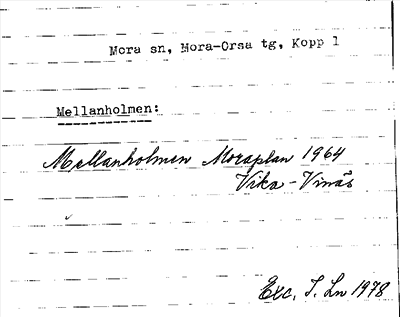 Mora sn, Mora-Orsa tg, Kopp 1
Mellanholmen:
Mellanholmen Moraplan 1964
Vika - Vinäs
Exc. T. Ln 1978